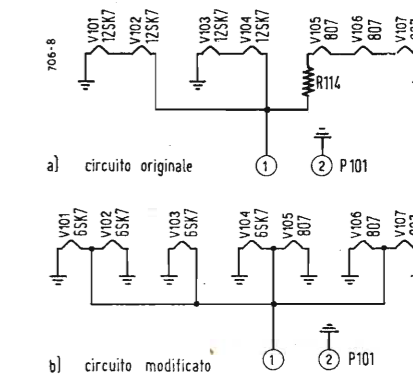 706-8
V101 12SK7
V102 12SK7
V103 12SK7
V104 12SK7
V105 807
V106 807
V107
R114
a) circuito originale
1
2 P101
V101 6SK7
V102 6SK7
V103 6SK7
V104 6SK7
V105 807
V106 807
V107
b) circuito modificato
1
2 P101